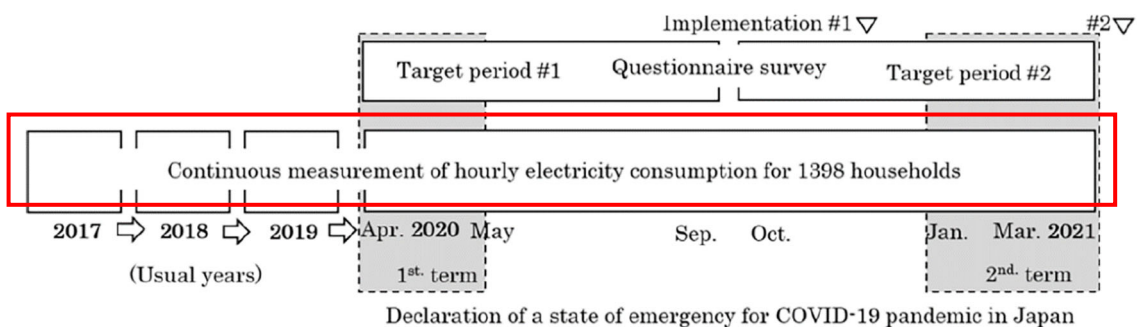 Implementation #1 ▽ #2 ▽
Target period #1 Questionnaire survey Target period #2
Continuous measurement of hourly electricity consumption for 1398 households
2017 ⇨ 2018 ⇨ 2019 ⇨ Apr. 2020 May Sep. Oct. Jan. Mar. 2021
(Usual years) 1st. term 2nd. term
Declaration of a state of emergency for COVID-19 pandemic in Japan